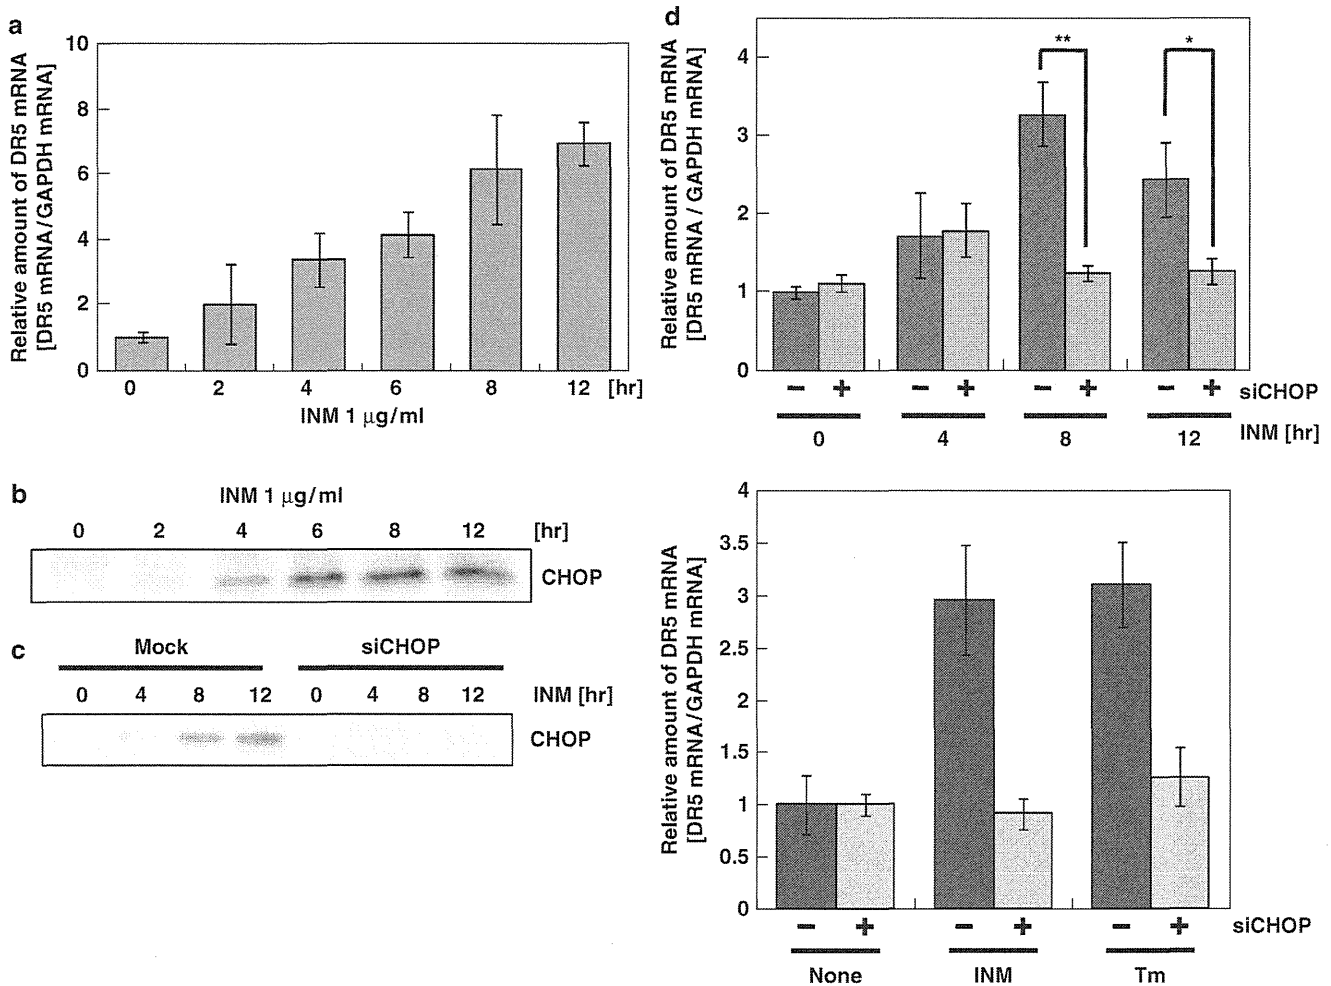 a
Relative amount of DR5 mRNA
[DR5 mRNA/GAPDH mRNA]
10
8
6
4
2
0
0 2 4 6 8 12 [hr]
INM 1 μg/ml
b
INM 1 μg/ml
0 2 4 6 8 12 [hr]
CHOP
c
Mock siCHOP
0 4 8 12 0 4 8 12 INM [hr]
CHOP
d
Relative amount of DR5 mRNA
[DR5 mRNA / GAPDH mRNA]
4
3
2
1
0
** *
− + − + − + − + siCHOP
0 4 8 12 INM [hr]
Relative amount of DR5 mRNA
[DR5 mRNA/GAPDH mRNA]
4
3.5
3
2.5
2
1.5
1
0.5
0
− + − + − + siCHOP
None INM Tm